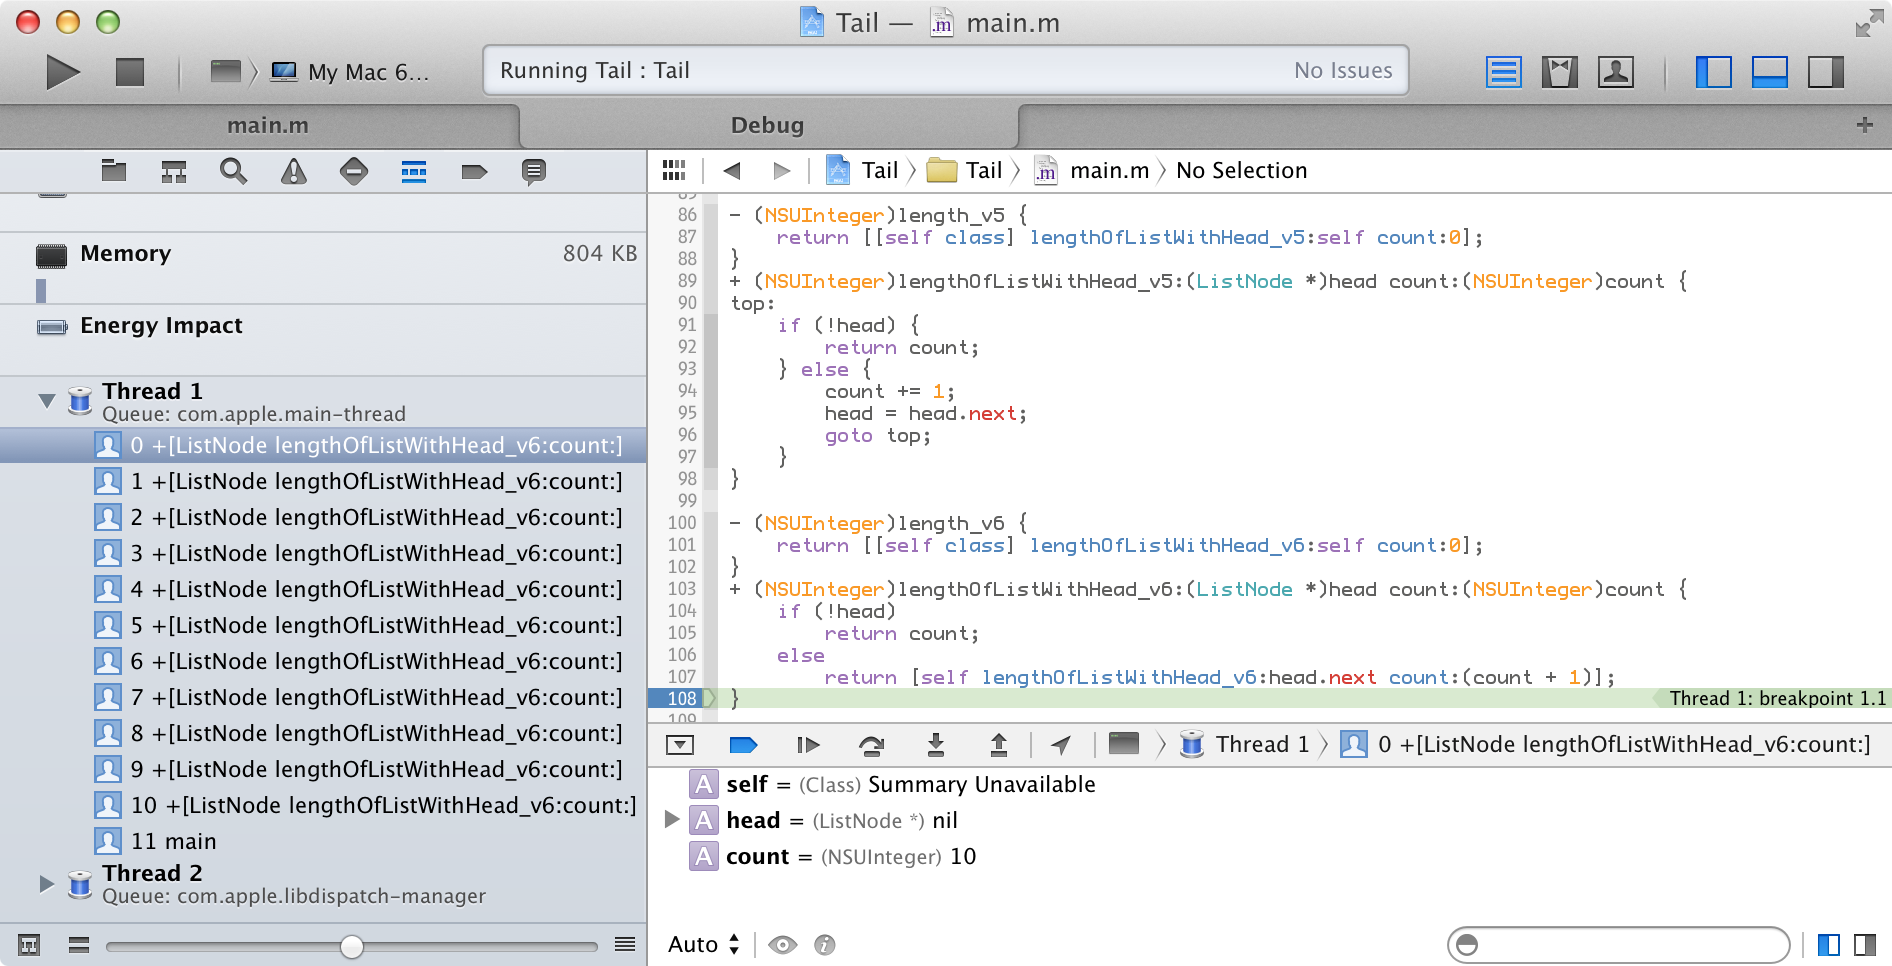 Tail — main.m
My Mac 6...
Running Tail : Tail
No Issues
main.m
Debug
Memory
804 KB
Energy Impact
Thread 1
Queue: com.apple.main-thread
0 +[ListNode lengthOfListWithHead_v6:count:]
1 +[ListNode lengthOfListWithHead_v6:count:]
2 +[ListNode lengthOfListWithHead_v6:count:]
3 +[ListNode lengthOfListWithHead_v6:count:]
4 +[ListNode lengthOfListWithHead_v6:count:]
5 +[ListNode lengthOfListWithHead_v6:count:]
6 +[ListNode lengthOfListWithHead_v6:count:]
7 +[ListNode lengthOfListWithHead_v6:count:]
8 +[ListNode lengthOfListWithHead_v6:count:]
9 +[ListNode lengthOfListWithHead_v6:count:]
10 +[ListNode lengthOfListWithHead_v6:count:]
11 main
Thread 2
Queue: com.apple.libdispatch-manager
Tail Tail main.m No Selection
85
86 - (NSUInteger)length_v5 {
87 return [[self class] lengthOfListWithHead_v5:self count:0];
88 }
89 + (NSUInteger)lengthOfListWithHead_v5:(ListNode *)head count:(NSUInteger)count {
90 top:
91 if (!head) {
92 return count;
93 } else {
94 count += 1;
95 head = head.next;
96 goto top;
97 }
98 }
99
100 - (NSUInteger)length_v6 {
101 return [[self class] lengthOfListWithHead_v6:self count:0];
102 }
103 + (NSUInteger)lengthOfListWithHead_v6:(ListNode *)head count:(NSUInteger)count {
104 if (!head)
105 return count;
106 else
107 return [self lengthOfListWithHead_v6:head.next count:(count + 1)];
108 } Thread 1: breakpoint 1.1
109
Thread 1 0 +[ListNode lengthOfListWithHead_v6:count:]
A self = (Class) Summary Unavailable
A head = (ListNode *) nil
A count = (NSUInteger) 10
Auto